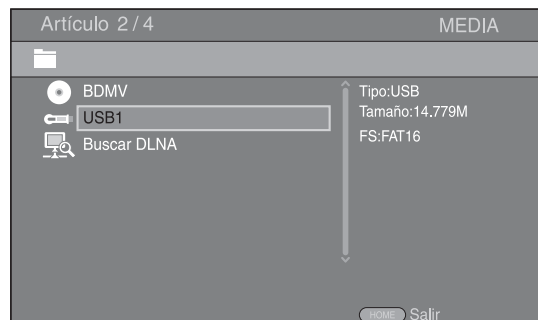 Artículo 2/4 MEDIA
BDMV
USB1
Buscar DLNA
Tipo:USB
Tamaño:14.779M
FS:FAT16
HOME Salir